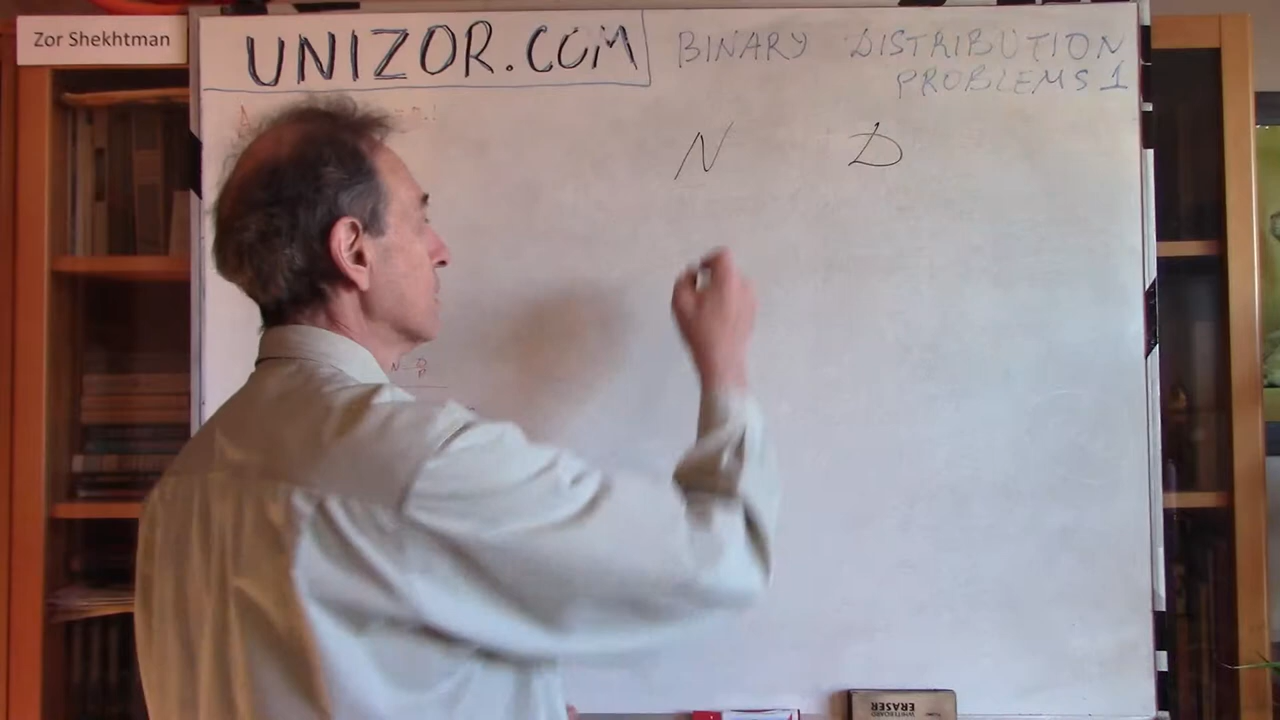 Zor Shekhtman
UNIZOR.COM
BINARY DISTRIBUTION
PROBLEMS 1
N D
N D
P
WHITEBOARD
ERASER